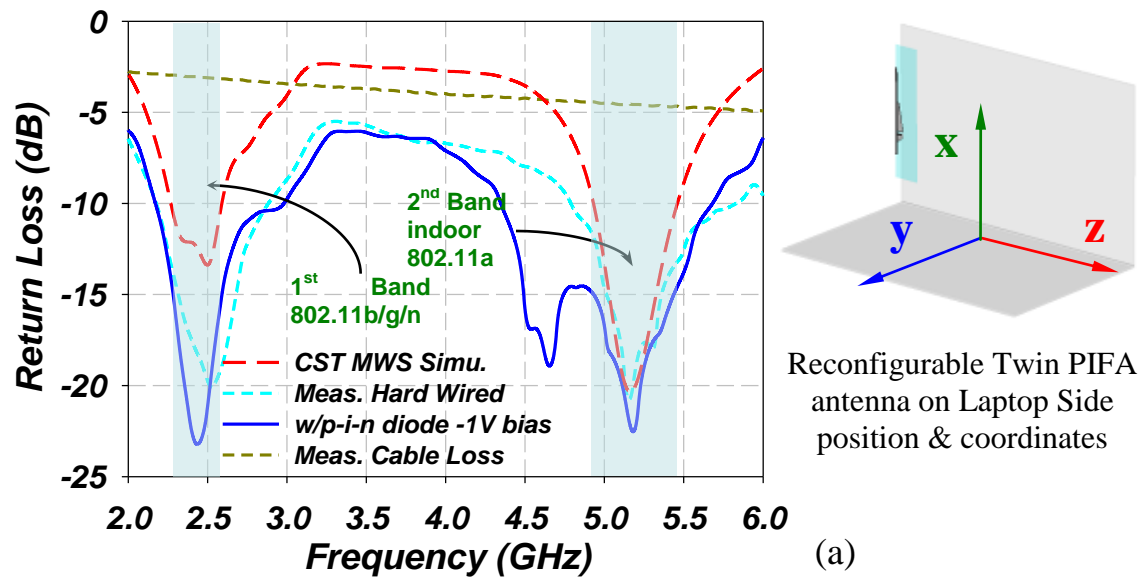 0
-5
-10
-15
-20
-25
Return Loss (dB)
2.0 2.5 3.0 3.5 4.0 4.5 5.0 5.5 6.0
Frequency (GHz)
2nd Band
indoor
802.11a
1st Band
802.11b/g/n
CST MWS Simu.
Meas. Hard Wired
w/p-i-n diode -1V bias
Meas. Cable Loss
x
y
z
Reconfigurable Twin PIFA
antenna on Laptop Side
position & coordinates
(a)